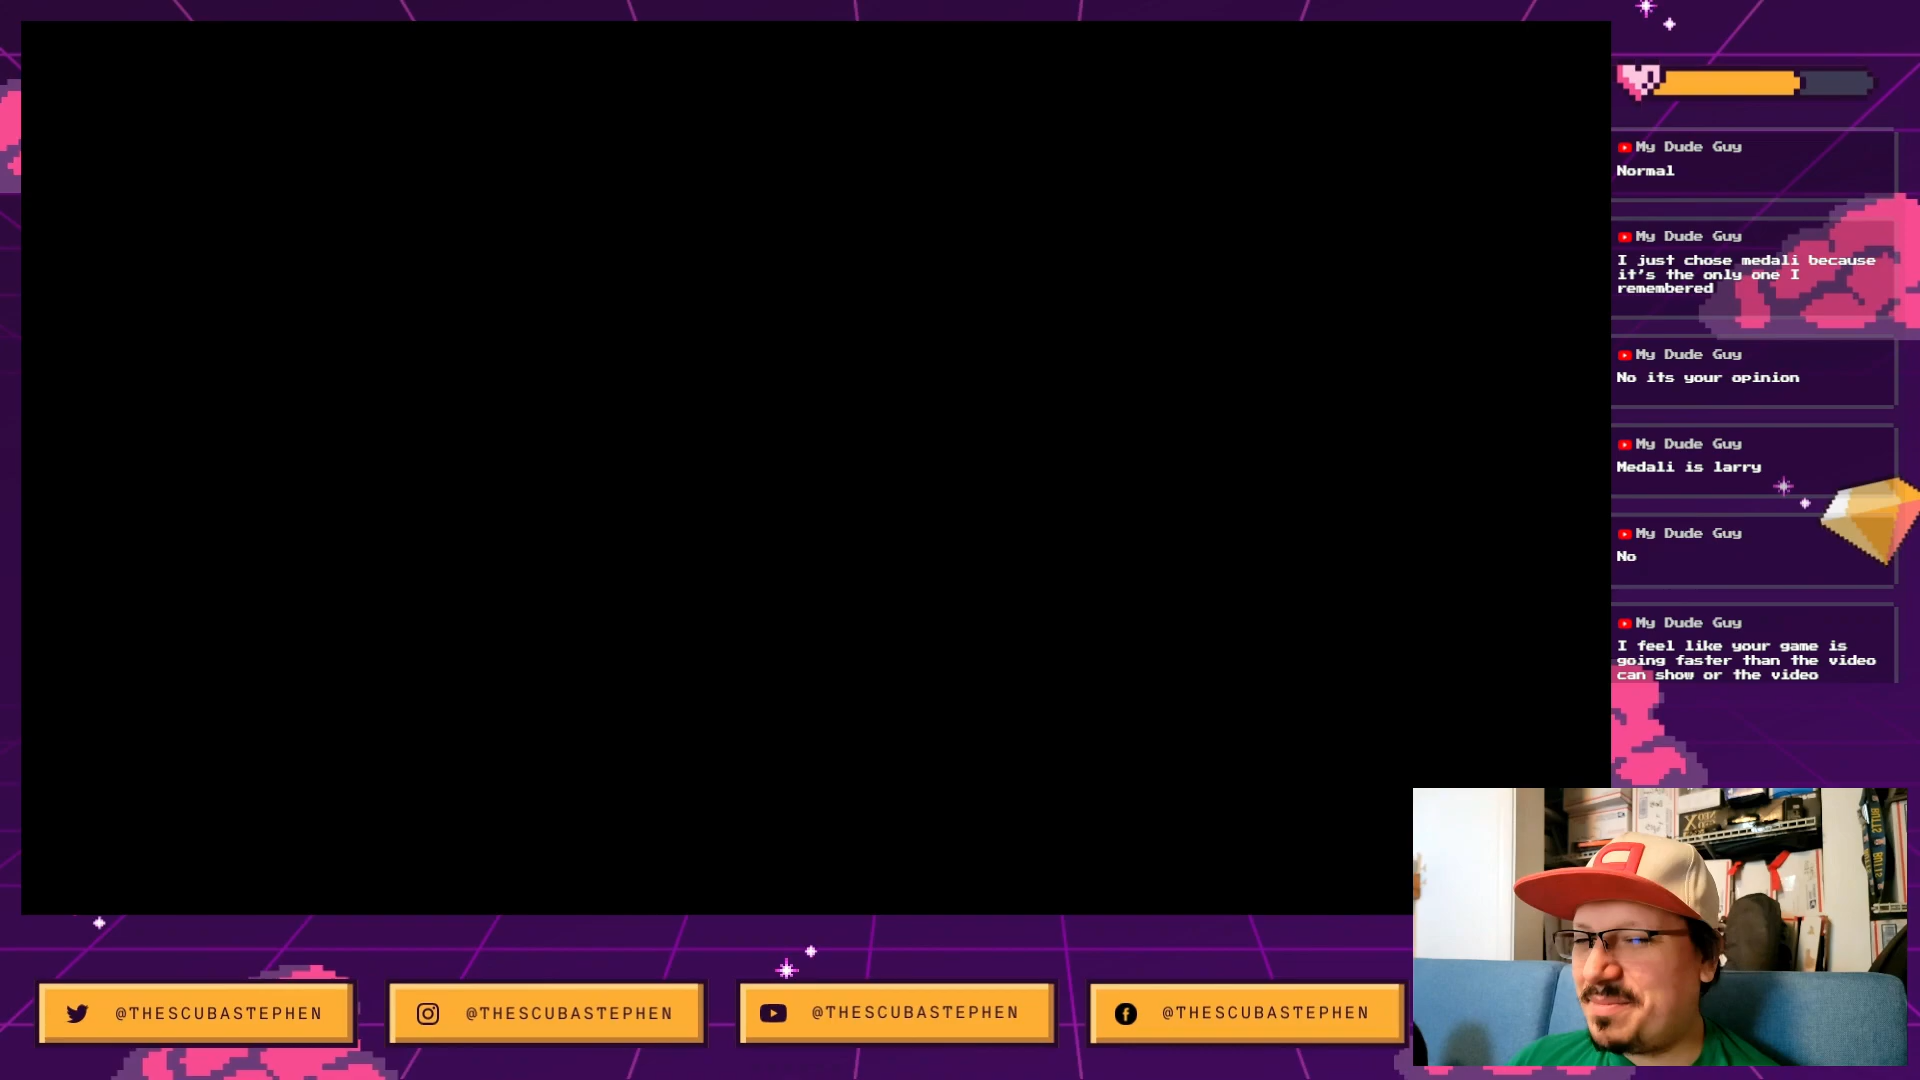 My Dude Guy
Normal
My Dude Guy
I just chose medali because
it's the only one I
remembered
My Dude Guy
No its your opinion
My Dude Guy
Medali is larry
My Dude Guy
No
My Dude Guy
I feel like your game is
going faster than the video
can show or the video
@THESCUBASTEPHEN
@THESCUBASTEPHEN
@THESCUBASTEPHEN
@THESCUBASTEPHEN